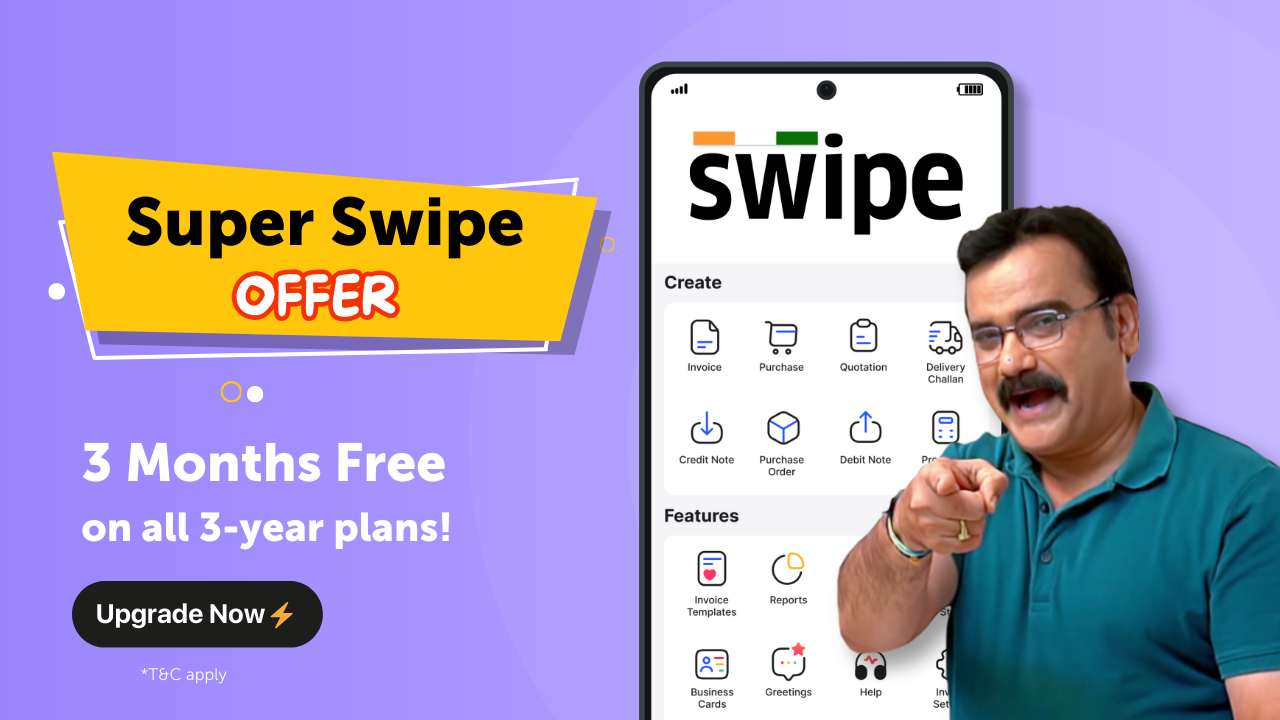 Super Swipe
OFFER
3 Months Free
on all 3-year plans!
Upgrade Now
*T&C apply
swipe
Create
Invoice
Purchase
Quotation
Delivery
Challan
Credit Note
Purchase
Order
Debit Note
Features
Invoice
Templates
Reports
Business
Cards
Greetings
Help